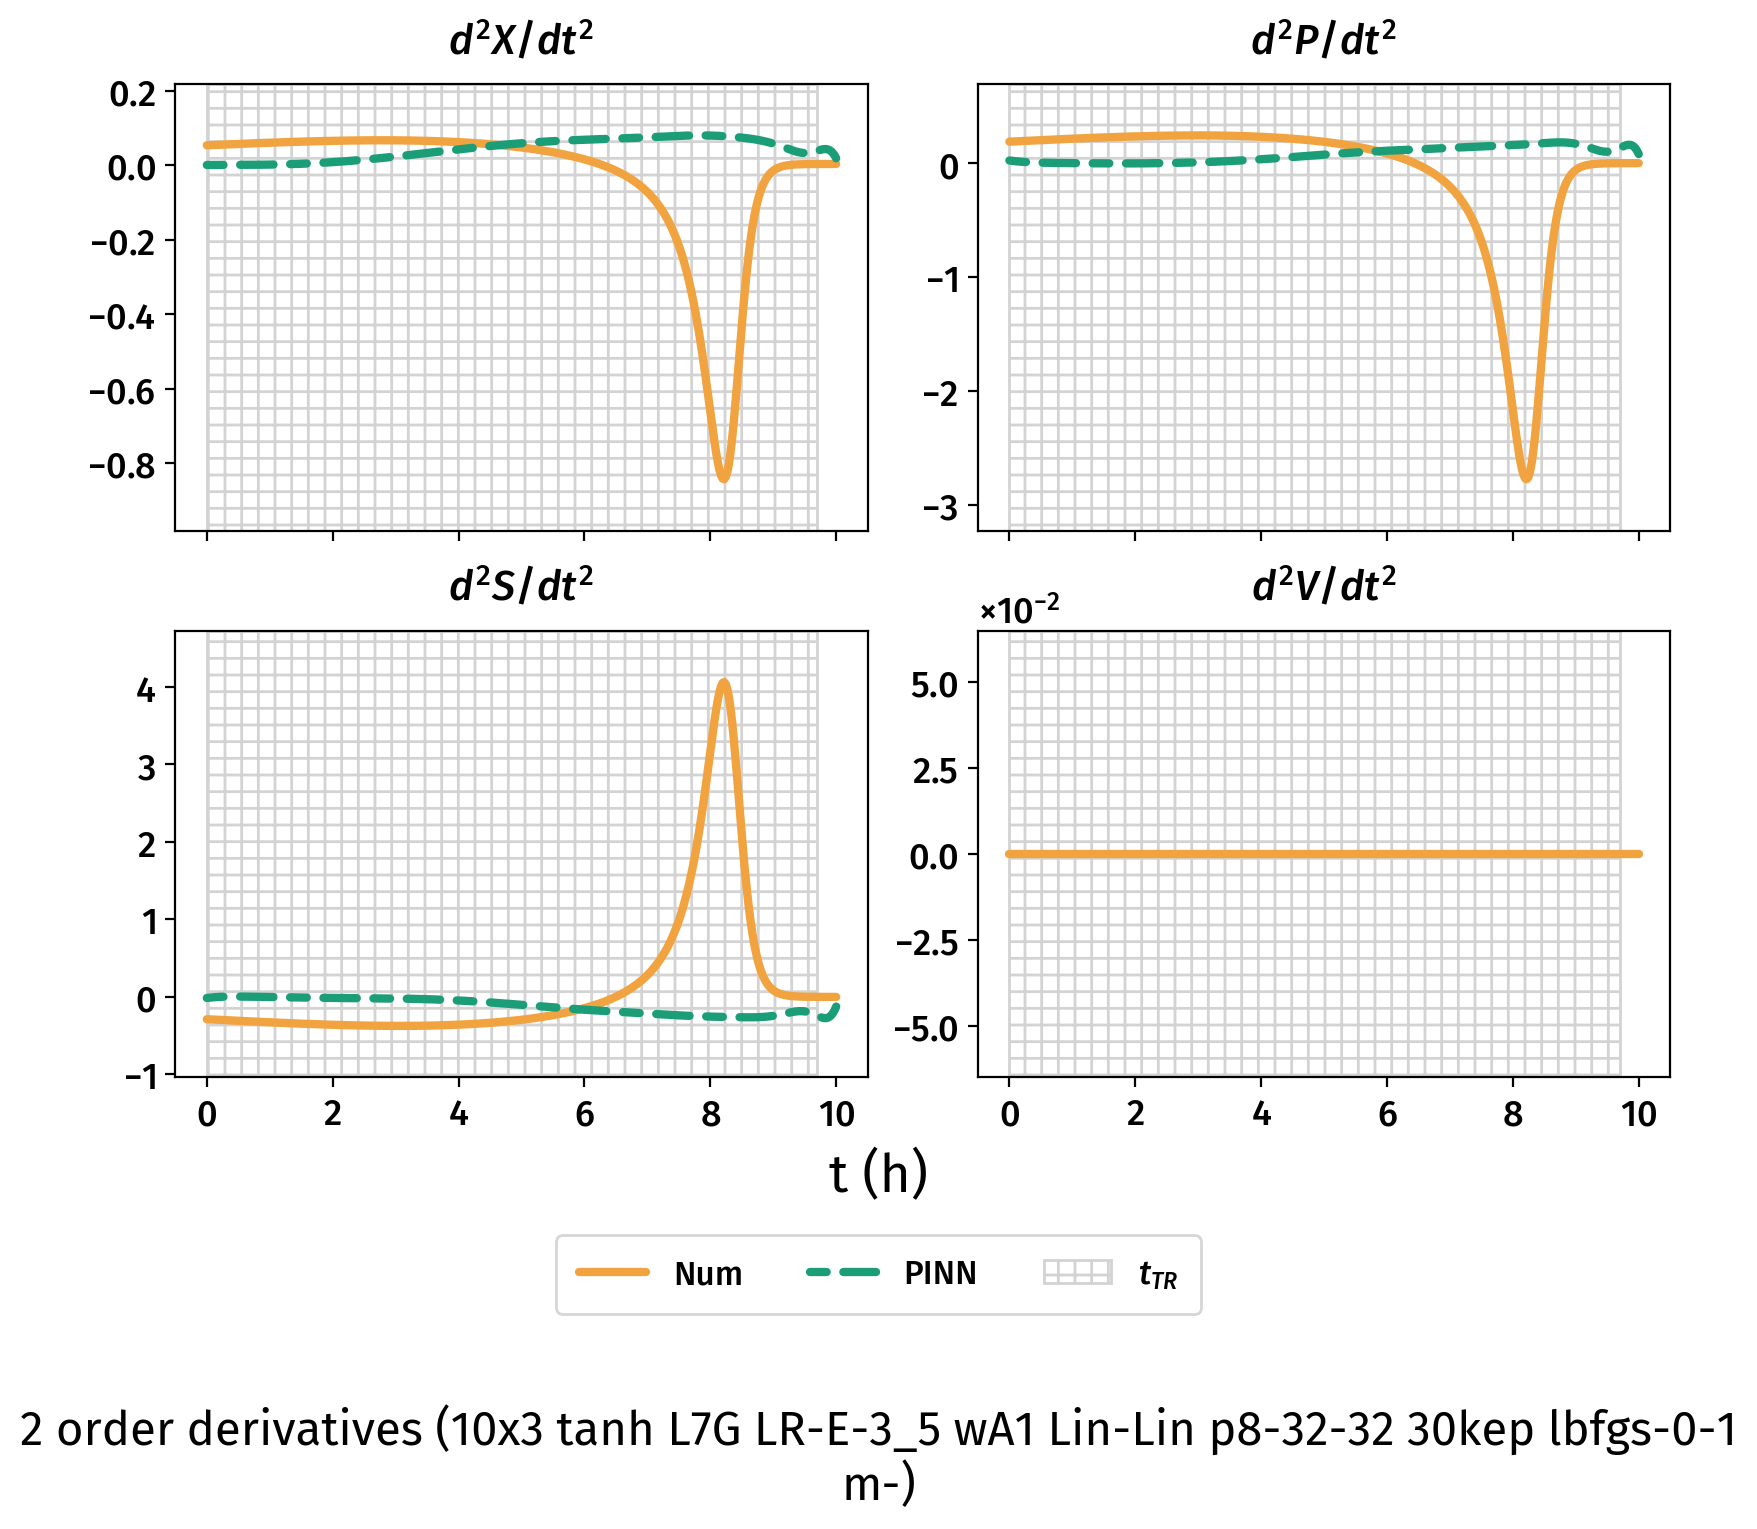 d²X/dt²
0.2
0.0
−0.2
−0.4
−0.6
−0.8
d²P/dt²
0
−1
−2
−3
d²S/dt²
4
3
2
1
0
−1
0 2 4 6 8 10
d²V/dt²
×10⁻²
5.0
2.5
0.0
−2.5
−5.0
0 2 4 6 8 10
t (h)
Num PINN t_TR
2 order derivatives (10x3 tanh L7G LR-E-3_5 wA1 Lin-Lin p8-32-32 30kep lbfgs-0-1
m-)